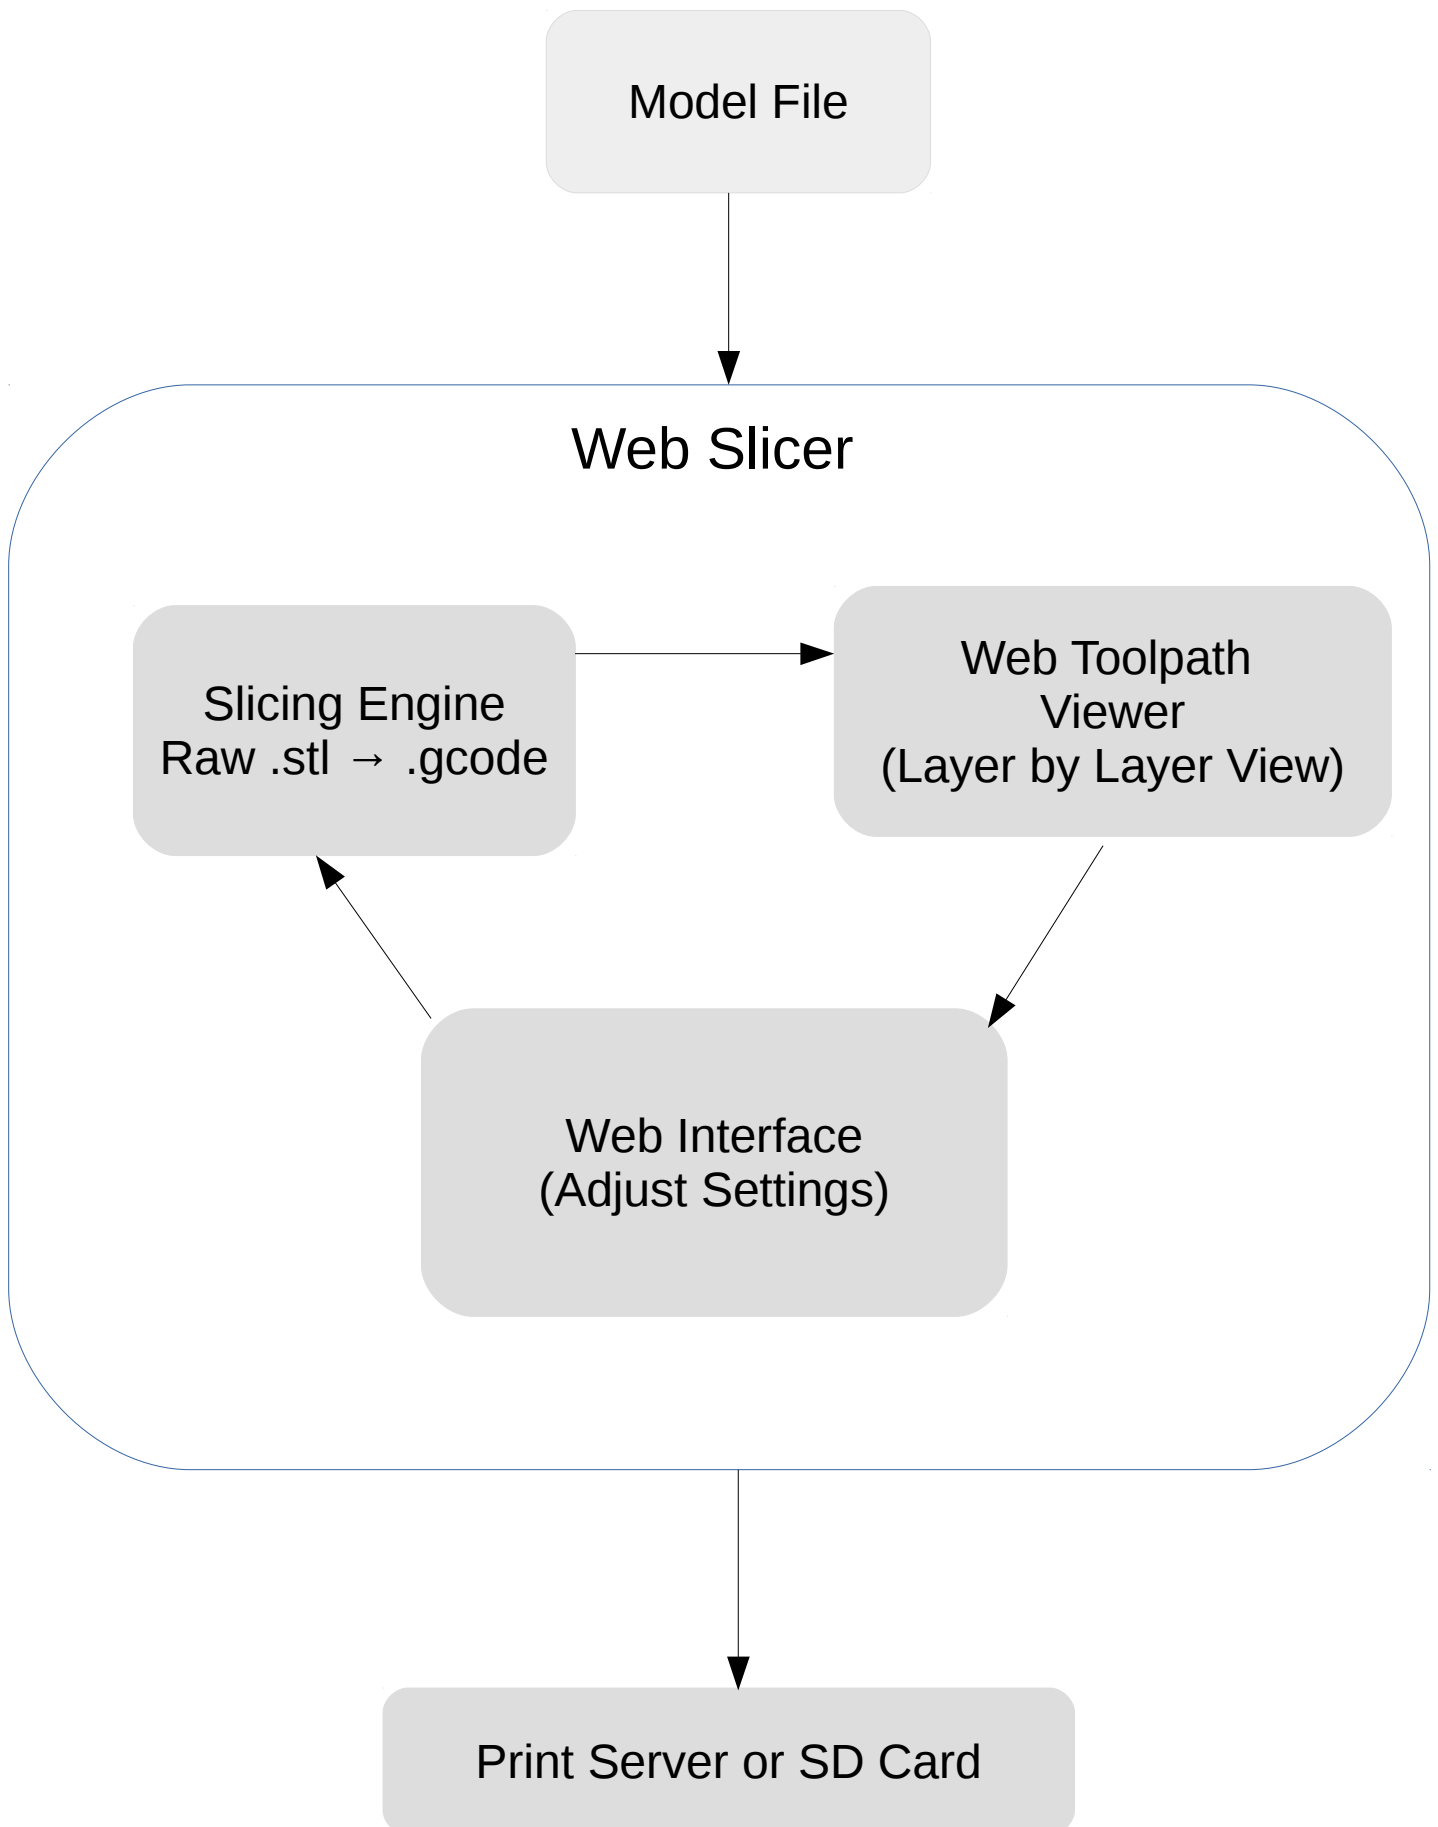 Model File
Web Slicer
Slicing Engine
Raw .stl → .gcode
Web Toolpath
Viewer
(Layer by Layer View)
Web Interface
(Adjust Settings)
Print Server or SD Card